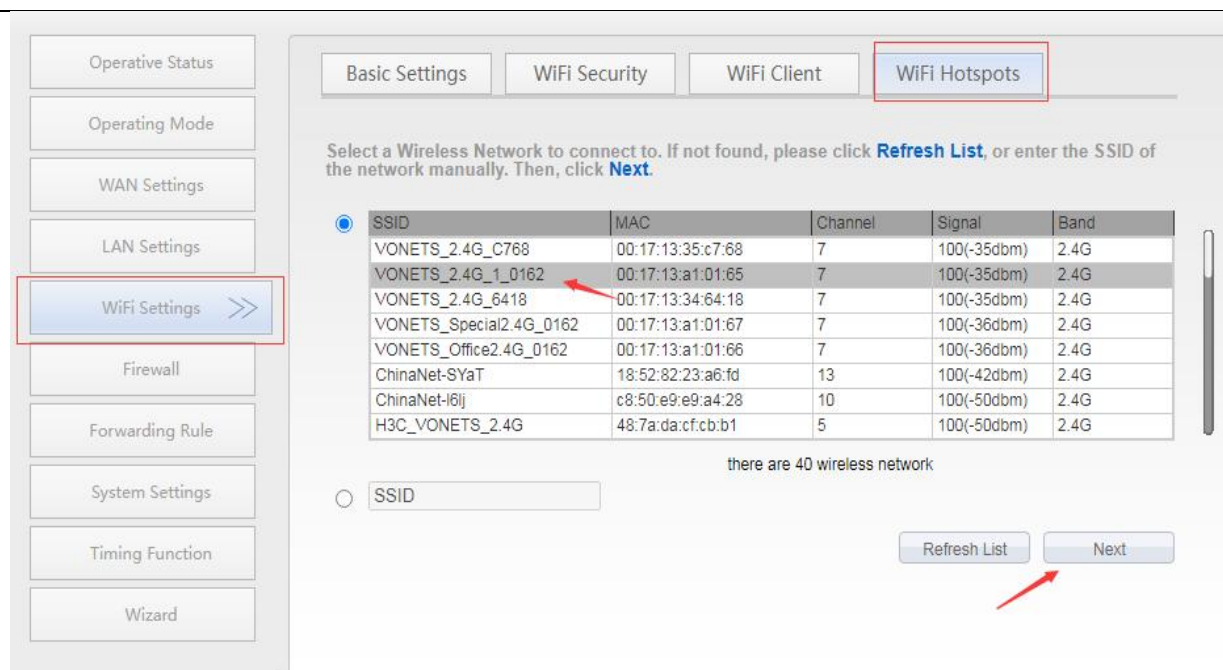 Operative Status
Operating Mode
WAN Settings
LAN Settings
WiFi Settings
Firewall
Forwarding Rule
System Settings
Timing Function
Wizard
Basic Settings WiFi Security WiFi Client WiFi Hotspots
Select a Wireless Network to connect to. If not found, please click Refresh List, or enter the SSID of
the network manually. Then, click Next.
SSID MAC Channel Signal Band
VONETS_2.4G_C768 00:17:13:35:c7:68 7 100(-35dbm) 2.4G
VONETS_2.4G_1_0162 00:17:13:a1:01:65 7 100(-35dbm) 2.4G
VONETS_2.4G_6418 00:17:13:34:64:18 7 100(-35dbm) 2.4G
VONETS_Special2.4G_0162 00:17:13:a1:01:67 7 100(-36dbm) 2.4G
VONETS_Office2.4G_0162 00:17:13:a1:01:66 7 100(-36dbm) 2.4G
ChinaNet-SYaT 18:52:82:23:a6:fd 13 100(-42dbm) 2.4G
ChinaNet-l6lj c8:50:e9:e9:a4:28 10 100(-50dbm) 2.4G
H3C_VONETS_2.4G 48:7a:da:cf:cb:b1 5 100(-50dbm) 2.4G
there are 40 wireless network
SSID
Refresh List Next